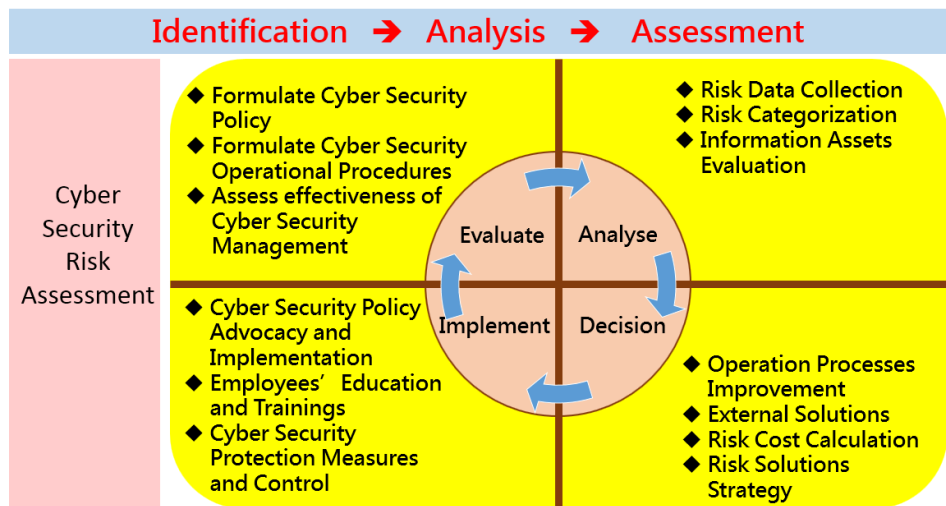 Identification ➔ Analysis ➔ Assessment
Cyber
Security
Risk
Assessment
◆ Formulate Cyber Security
Policy
◆ Formulate Cyber Security
Operational Procedures
◆ Assess effectiveness of
Cyber Security
Management
◆ Risk Data Collection
◆ Risk Categorization
◆ Information Assets
Evaluation
Evaluate
Analyse
Implement
Decision
◆ Cyber Security Policy
Advocacy and
Implementation
◆ Employees’ Education
and Trainings
◆ Cyber Security
Protection Measures
and Control
◆ Operation Processes
Improvement
◆ External Solutions
◆ Risk Cost Calculation
◆ Risk Solutions
Strategy